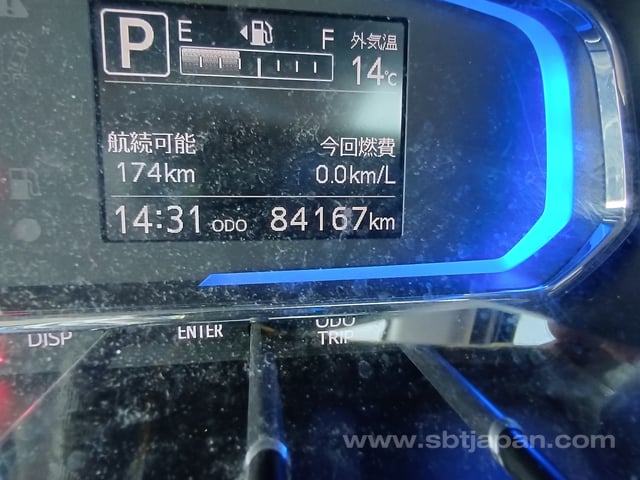 P E F 外気温
14°C
航続可能 今回燃費
174km 0.0km/L
14:31 ODO 84167km
DISP ENTER ODO
TRIP
www.sbtjapan.com